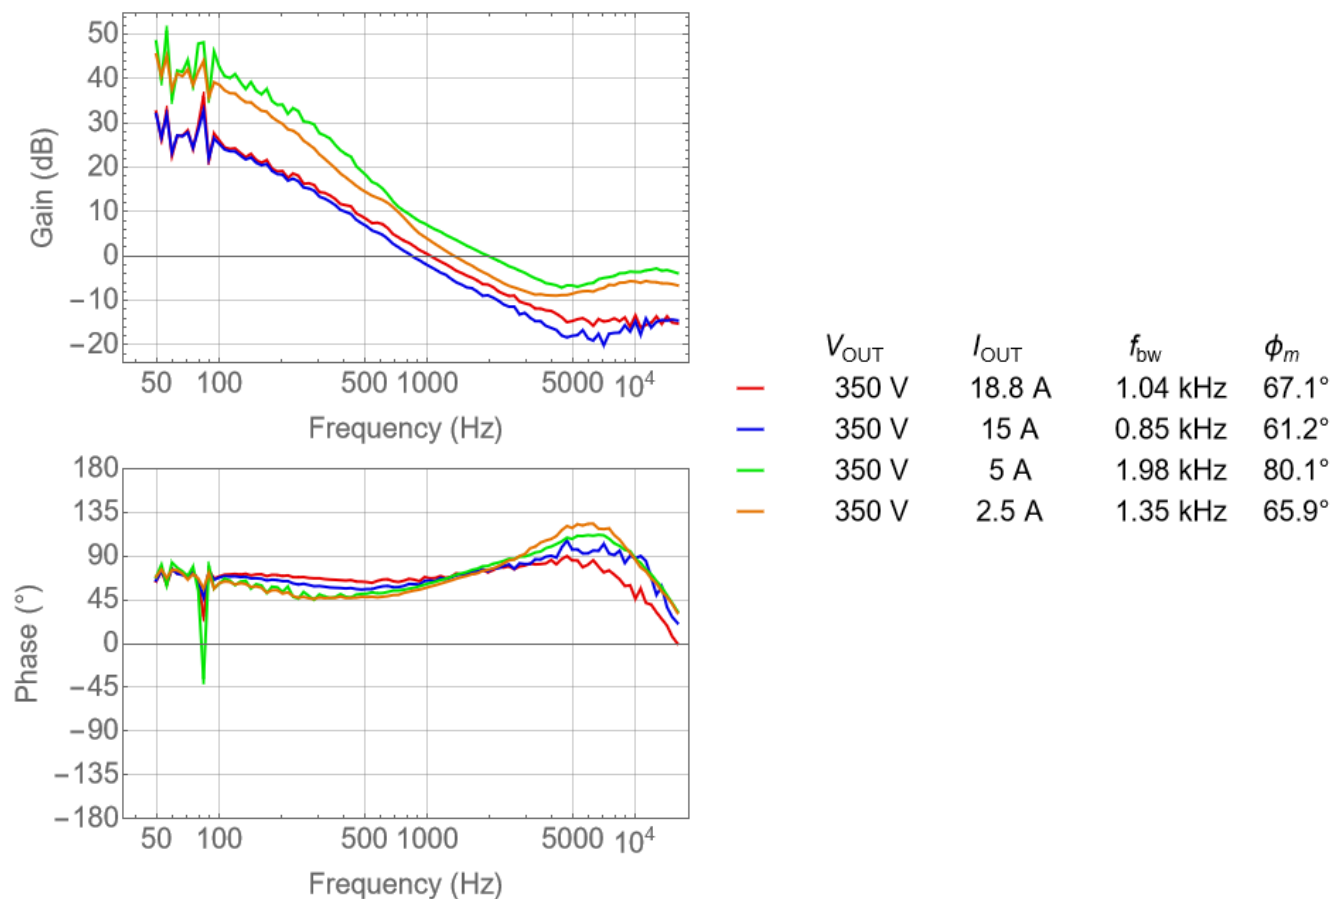 50
40
30
20
10
0
−10
−20
Gain (dB)
50 100 500 1000 5000 10⁴
Frequency (Hz)
180
135
90
45
0
−45
−90
−135
−180
Phase (°)
50 100 500 1000 5000 10⁴
Frequency (Hz)
V_OUT I_OUT f_bw ϕ_m
350 V 18.8 A 1.04 kHz 67.1°
350 V 15 A 0.85 kHz 61.2°
350 V 5 A 1.98 kHz 80.1°
350 V 2.5 A 1.35 kHz 65.9°